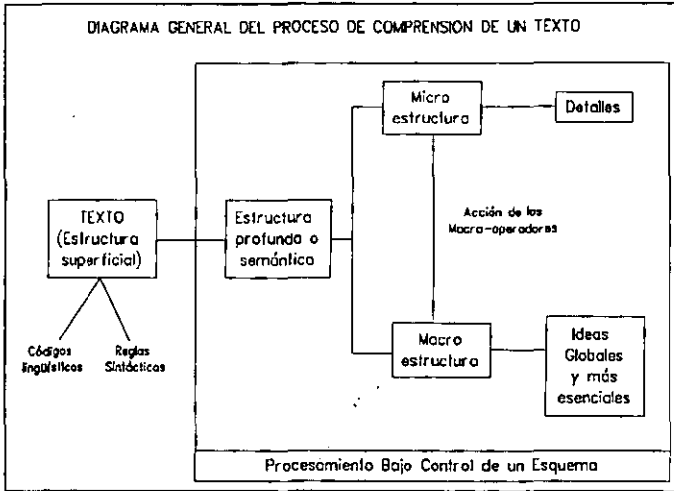 DIAGRAMA GENERAL DEL PROCESO DE COMPRENSION DE UN TEXTO
Micro
estructura
Detalles
TEXTO
(Estructura
superficial)
Estructura
profunda o
semántica
Acción de los
Macro-operadores
Códigos
lingüísticos
Reglas
Sintácticas
Macro
estructura
Ideas
Globales
y más
esenciales
Procesamiento Bajo Control de un Esquema